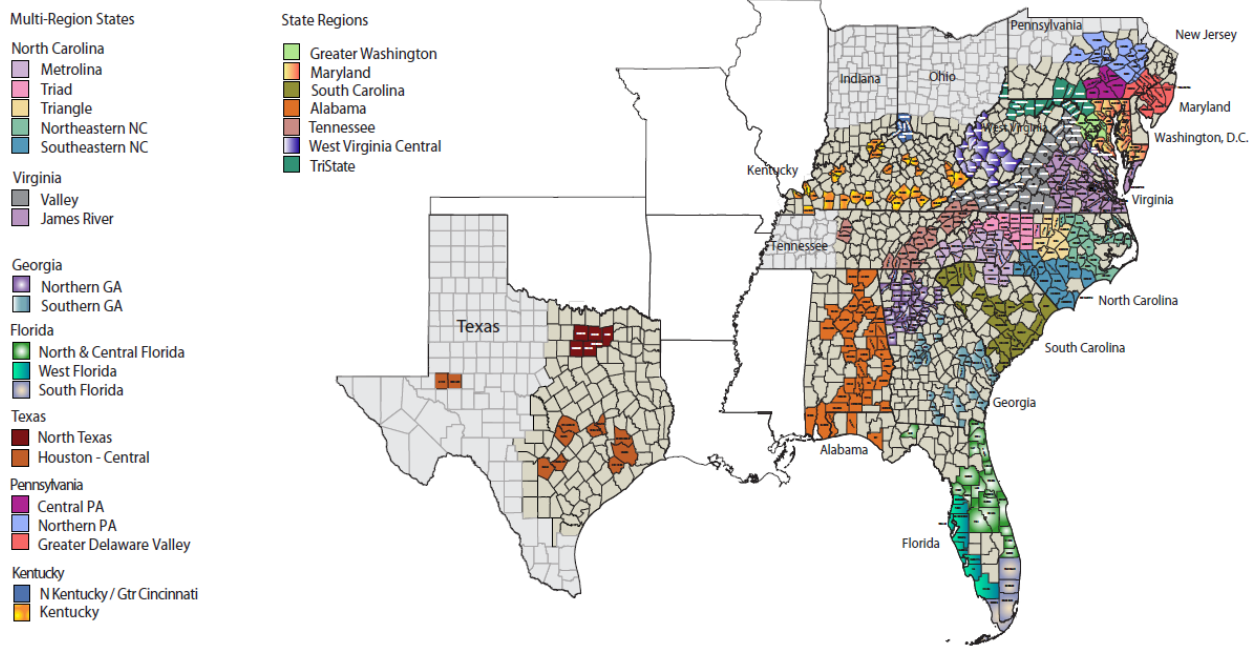 Multi-Region States
North Carolina
Metrolina
Triad
Triangle
Northeastern NC
Southeastern NC
Virginia
Valley
James River
Georgia
Northern GA
Southern GA
Florida
North & Central Florida
West Florida
South Florida
Texas
North Texas
Houston - Central
Pennsylvania
Central PA
Northern PA
Greater Delaware Valley
Kentucky
N Kentucky / Gtr Cincinnati
Kentucky
State Regions
Greater Washington
Maryland
South Carolina
Alabama
Tennessee
West Virginia Central
TriState
Pennsylvania
New Jersey
Indiana
Ohio
Maryland
West Virginia
Washington, D.C.
Kentucky
Virginia
Tennessee
North Carolina
Texas
South Carolina
Georgia
Alabama
Florida